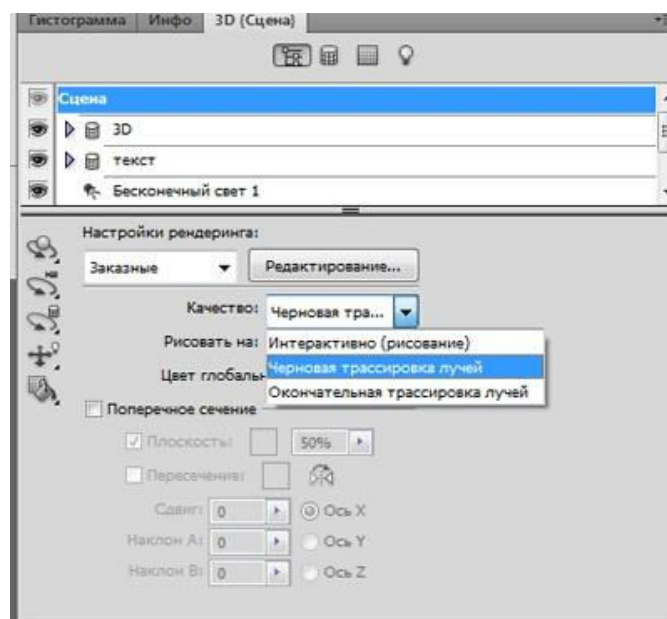 Гистограмма Инфо 3D (Сцена)
Сцена
3D
текст
Бесконечный свет 1
Настройки рендеринга:
Заказные Редактирование...
Качество: Черновая тра...
Рисовать на: Интерактивно (рисование)
Черновая трассировка лучей
Цвет глобаль
Окончательная трассировка лучей
Поперечное сечение
Плоскость: 50%
Пересечение:
Сдвиг: 0 Ось X
Наклон A: 0 Ось Y
Наклон B: 0 Ось Z